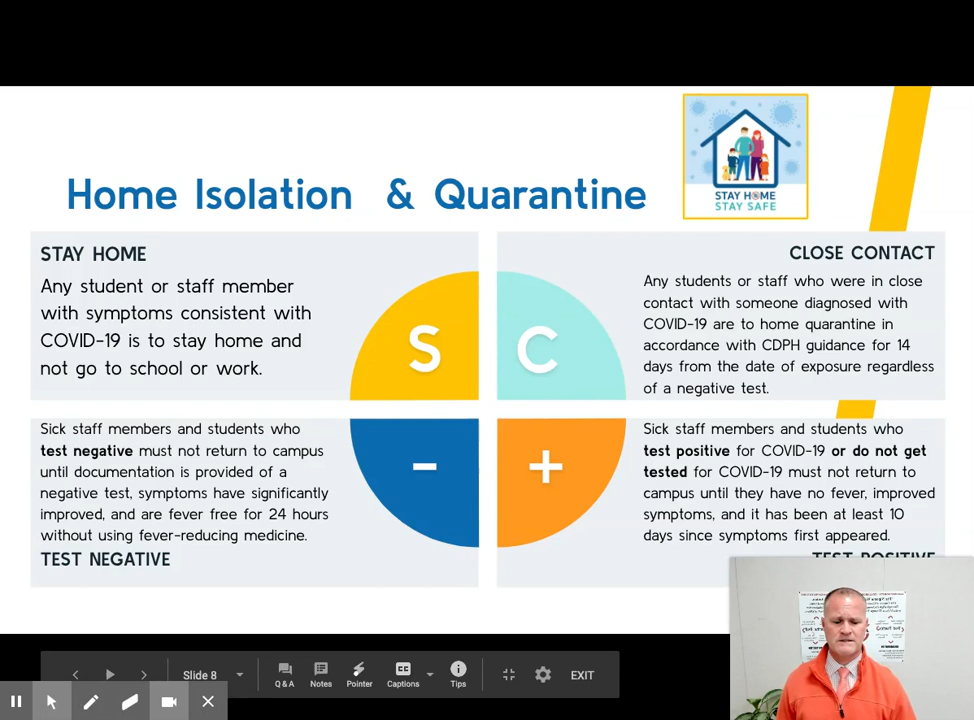 STAY HOME
STAY SAFE
Home Isolation & Quarantine
STAY HOME
Any student or staff member
with symptoms consistent with
COVID-19 is to stay home and
not go to school or work.
S
C
CLOSE CONTACT
Any students or staff who were in close
contact with someone diagnosed with
COVID-19 are to home quarantine in
accordance with CDPH guidance for 14
days from the date of exposure regardless
of a negative test.
Sick staff members and students who
test negative must not return to campus
until documentation is provided of a
negative test, symptoms have significantly
improved, and are fever free for 24 hours
without using fever-reducing medicine.
TEST NEGATIVE
-
+
Sick staff members and students who
test positive for COVID-19 or do not get
tested for COVID-19 must not return to
campus until they have no fever, improved
symptoms, and it has been at least 10
days since symptoms first appeared.
TEST POSITIVE
Slide 8
Q & A
Notes
Pointer
CC
Captions
Tips
EXIT